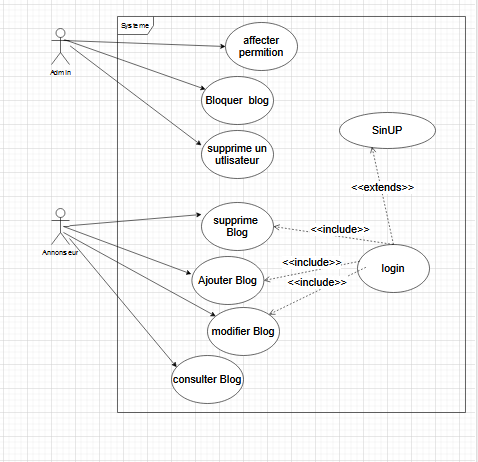 Systeme
affecter
permition
Admin
Bloquer blog
SinUP
supprime un
utlisateur
<<extends>>
supprime
Blog
<<include>>
Annonseur
<<include>>
login
Ajouter Blog
<<include>>
modifier Blog
consulter Blog